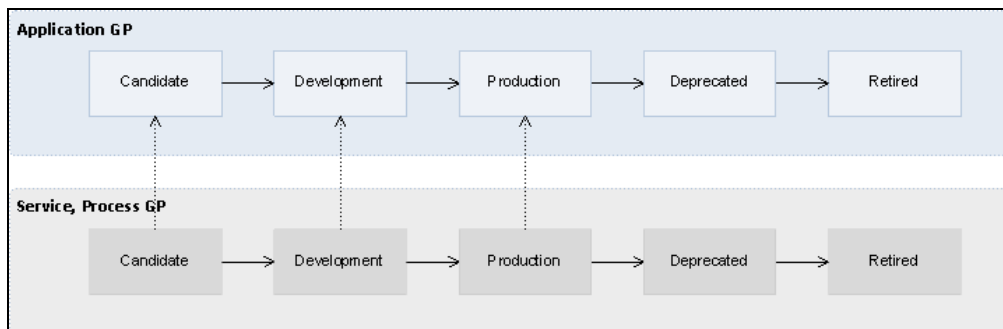 Application GP
Candidate
Development
Production
Deprecated
Retired
Service, Process GP
Candidate
Development
Production
Deprecated
Retired